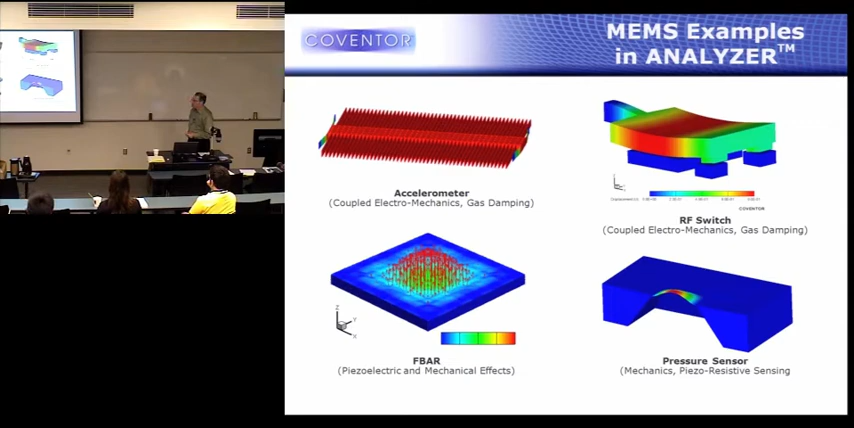 COVENTOR
MEMS Examples
in ANALYZER™
Accelerometer
(Coupled Electro-Mechanics, Gas Damping)
COVENTOR
RF Switch
(Coupled Electro-Mechanics, Gas Damping)
Z
Y
X
FBAR
(Piezoelectric and Mechanical Effects)
Pressure Sensor
(Mechanics, Piezo-Resistive Sensing